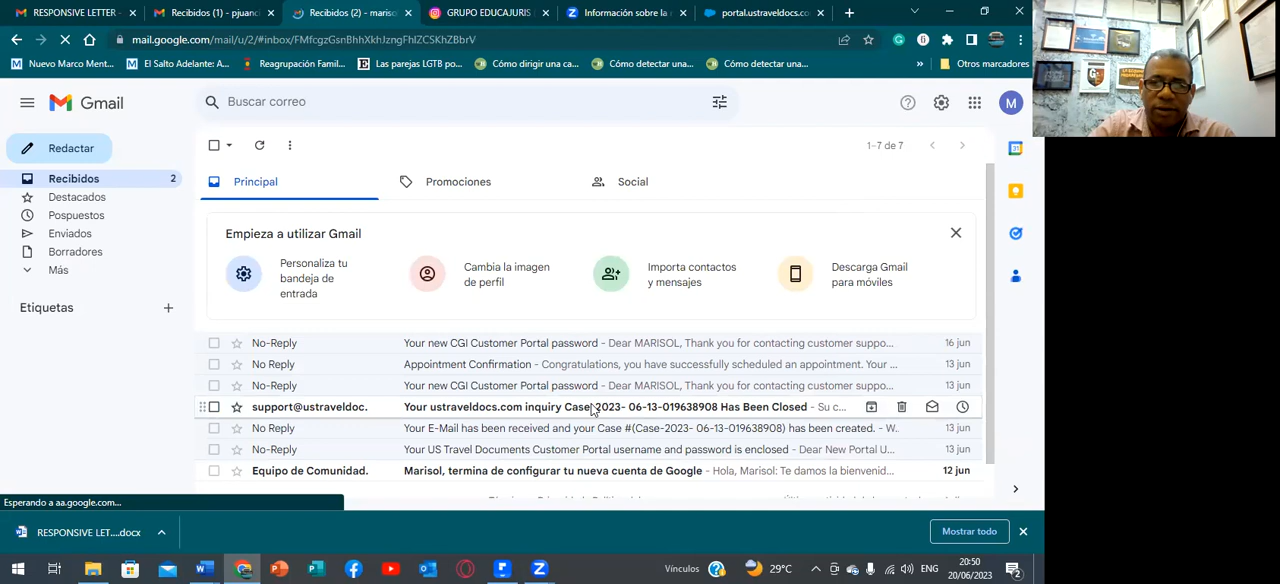 RESPONSIVE LETTER -
Recibidos (1) - pjuanc
Recibidos (2) - mariso
GRUPO EDUCAJURIS
Información sobre la r
portal.ustraveldocs.co
mail.google.com/mail/u/2/#inbox/FMfcgzGsnBhhXkhJzngFhlZCSKhZBbrV
Nuevo Marco Ment...
El Salto Adelante: A...
Reagrupación Famil...
Las parejas LGTB po...
Cómo dirigir una ca...
Cómo detectar una...
Cómo detectar una...
»
Otros marcadores
Gmail
Buscar correo
M
Redactar
1–7 de 7
Recibidos 2
Destacados
Pospuestos
Enviados
Borradores
Más
Etiquetas
Principal
Promociones
Social
Empieza a utilizar Gmail
Personaliza tu
bandeja de
entrada
Cambia la imagen
de perfil
Importa contactos
y mensajes
Descarga Gmail
para móviles
No-Reply Your new CGI Customer Portal password - Dear MARISOL, Thank you for contacting customer suppo... 16 jun
No Reply Appointment Confirmation - Congratulations, you have successfully scheduled an appointment. Your ... 13 jun
No-Reply Your new CGI Customer Portal password - Dear MARISOL, Thank you for contacting customer suppo... 13 jun
support@ustraveldoc. Your ustraveldocs.com inquiry Case-2023- 06-13-019638908 Has Been Closed - Su c...
No Reply Your E-Mail has been received and your Case #(Case-2023- 06-13-019638908) has been created. - W.. 13 jun
No-Reply Your US Travel Documents Customer Portal username and password is enclosed - Dear New Portal U... 13 jun
Equipo de Comunidad. Marisol, termina de configurar tu nueva cuenta de Google - Hola, Marisol: Te damos la bienvenid... 12 jun
Esperando a aa.google.com...
RESPONSIVE LET....docx
Mostrar todo
Vínculos
29°C
ENG
20:50
20/06/2023
2